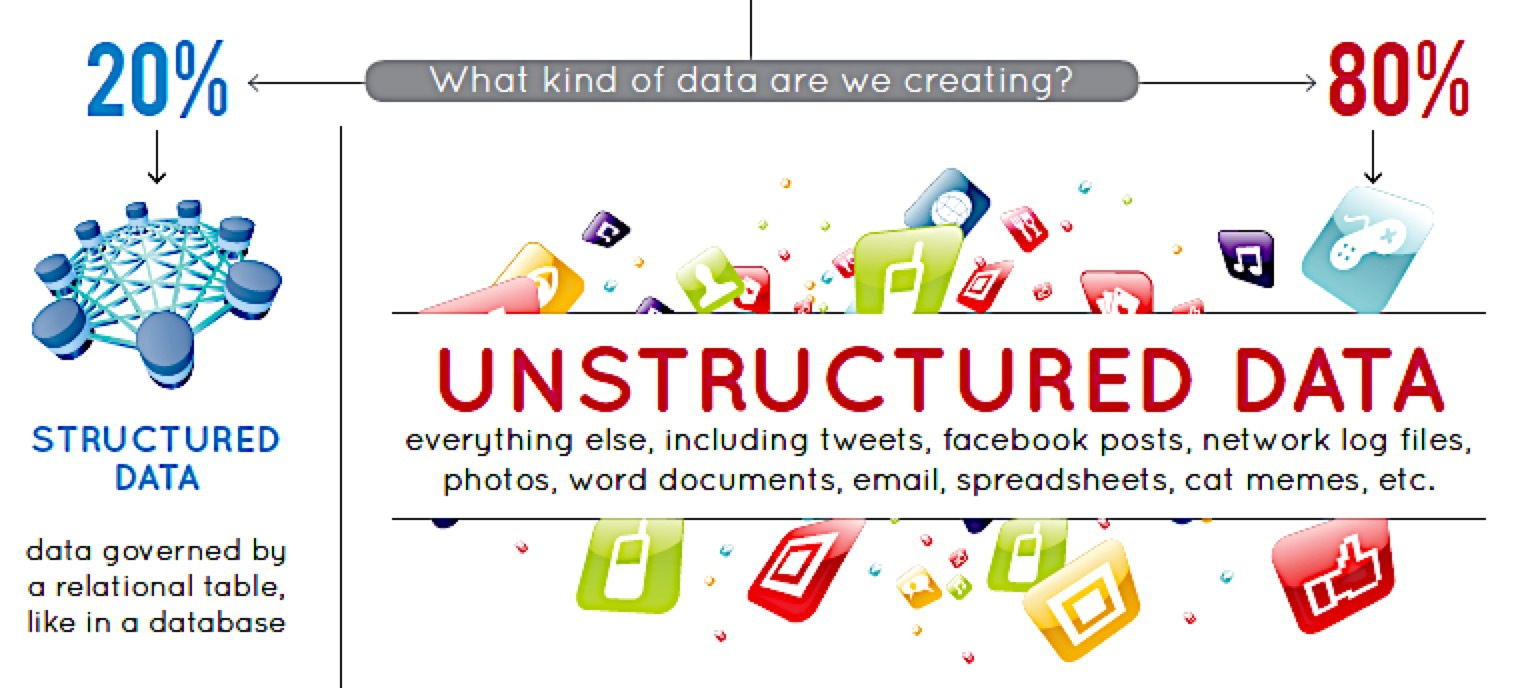 What kind of data are we creating?
20%
80%
STRUCTURED
DATA
data governed by
a relational table,
like in a database
UNSTRUCTURED DATA
everything else, including tweets, facebook posts, network log files,
photos, word documents, email, spreadsheets, cat memes, etc.